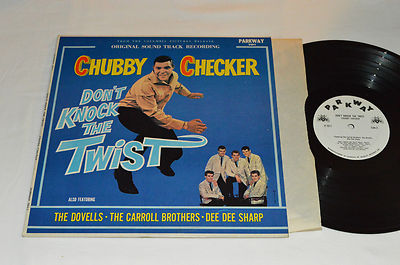 FROM THE COLUMBIA PICTURES RELEASE
ORIGINAL SOUND TRACK RECORDING
PARKWAY
CHUBBY CHECKER
DON'T
KNOCK
THE
TWIST
ALSO FEATURING
THE DOVELLS · THE CARROLL BROTHERS · DEE DEE SHARP
PARKWAY
DON'T KNOCK THE TWIST